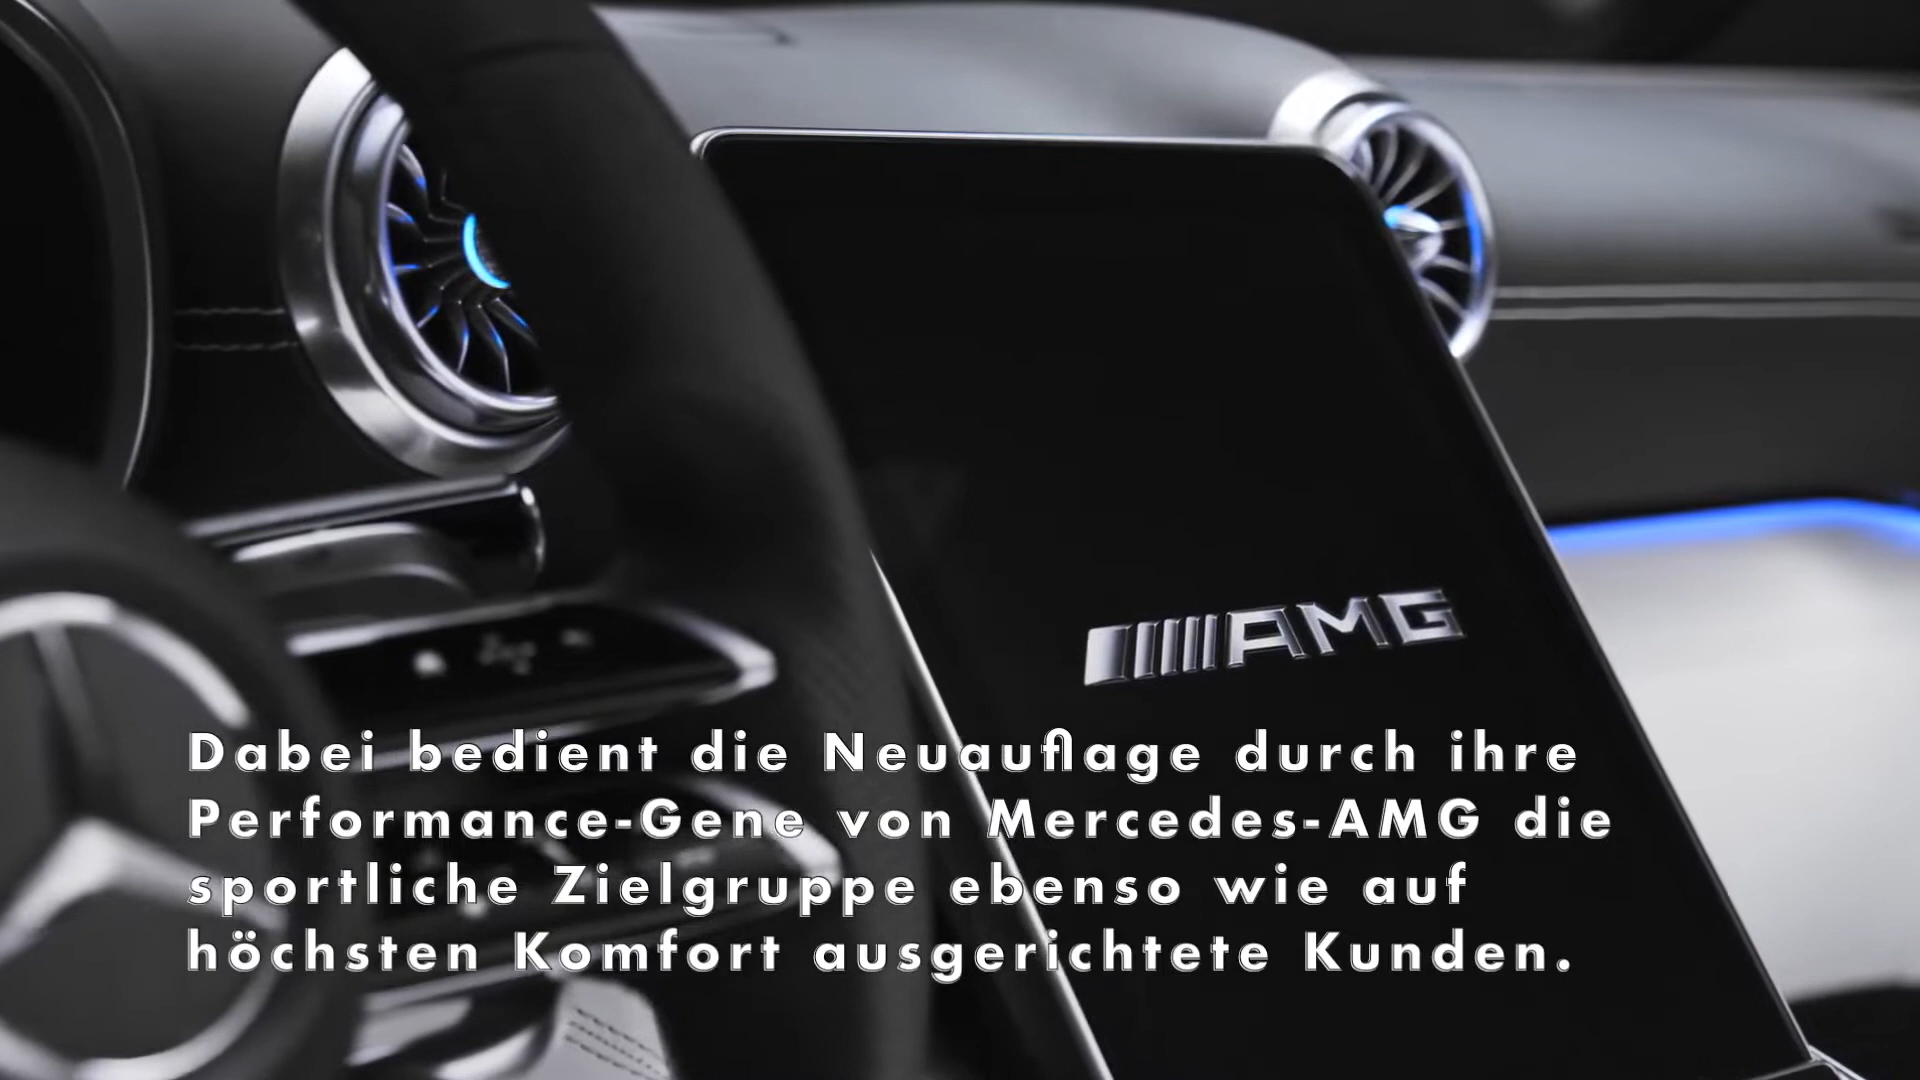 AMG
Dabei bedient die Neuauflage durch ihre
Performance-Gene von Mercedes-AMG die
sportliche Zielgruppe ebenso wie auf
höchsten Komfort ausgerichtete Kunden.